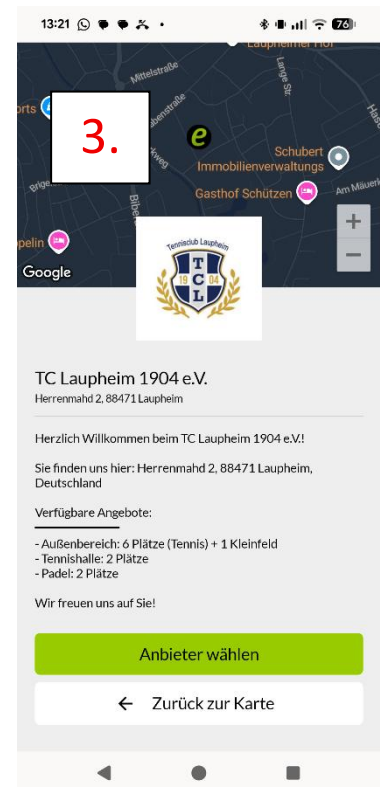 13:21
76
Laupheimer Hof
Mittelstraße
Lange Str.
3.
e
Schubert
Immobilienverwaltungs
Gasthof Schützen
Am Mäuerl
pelin
Google
+
−
Tennisclub Laupheim
T
19 C 04
L
TC Laupheim 1904 e.V.
Herrenmahd 2, 88471 Laupheim
Herzlich Willkommen beim TC Laupheim 1904 e.V.!
Sie finden uns hier: Herrenmahd 2, 88471 Laupheim,
Deutschland
Verfügbare Angebote:
- Außenbereich: 6 Plätze (Tennis) + 1 Kleinfeld
- Tennishalle: 2 Plätze
- Padel: 2 Plätze
Wir freuen uns auf Sie!
Anbieter wählen
← Zurück zur Karte